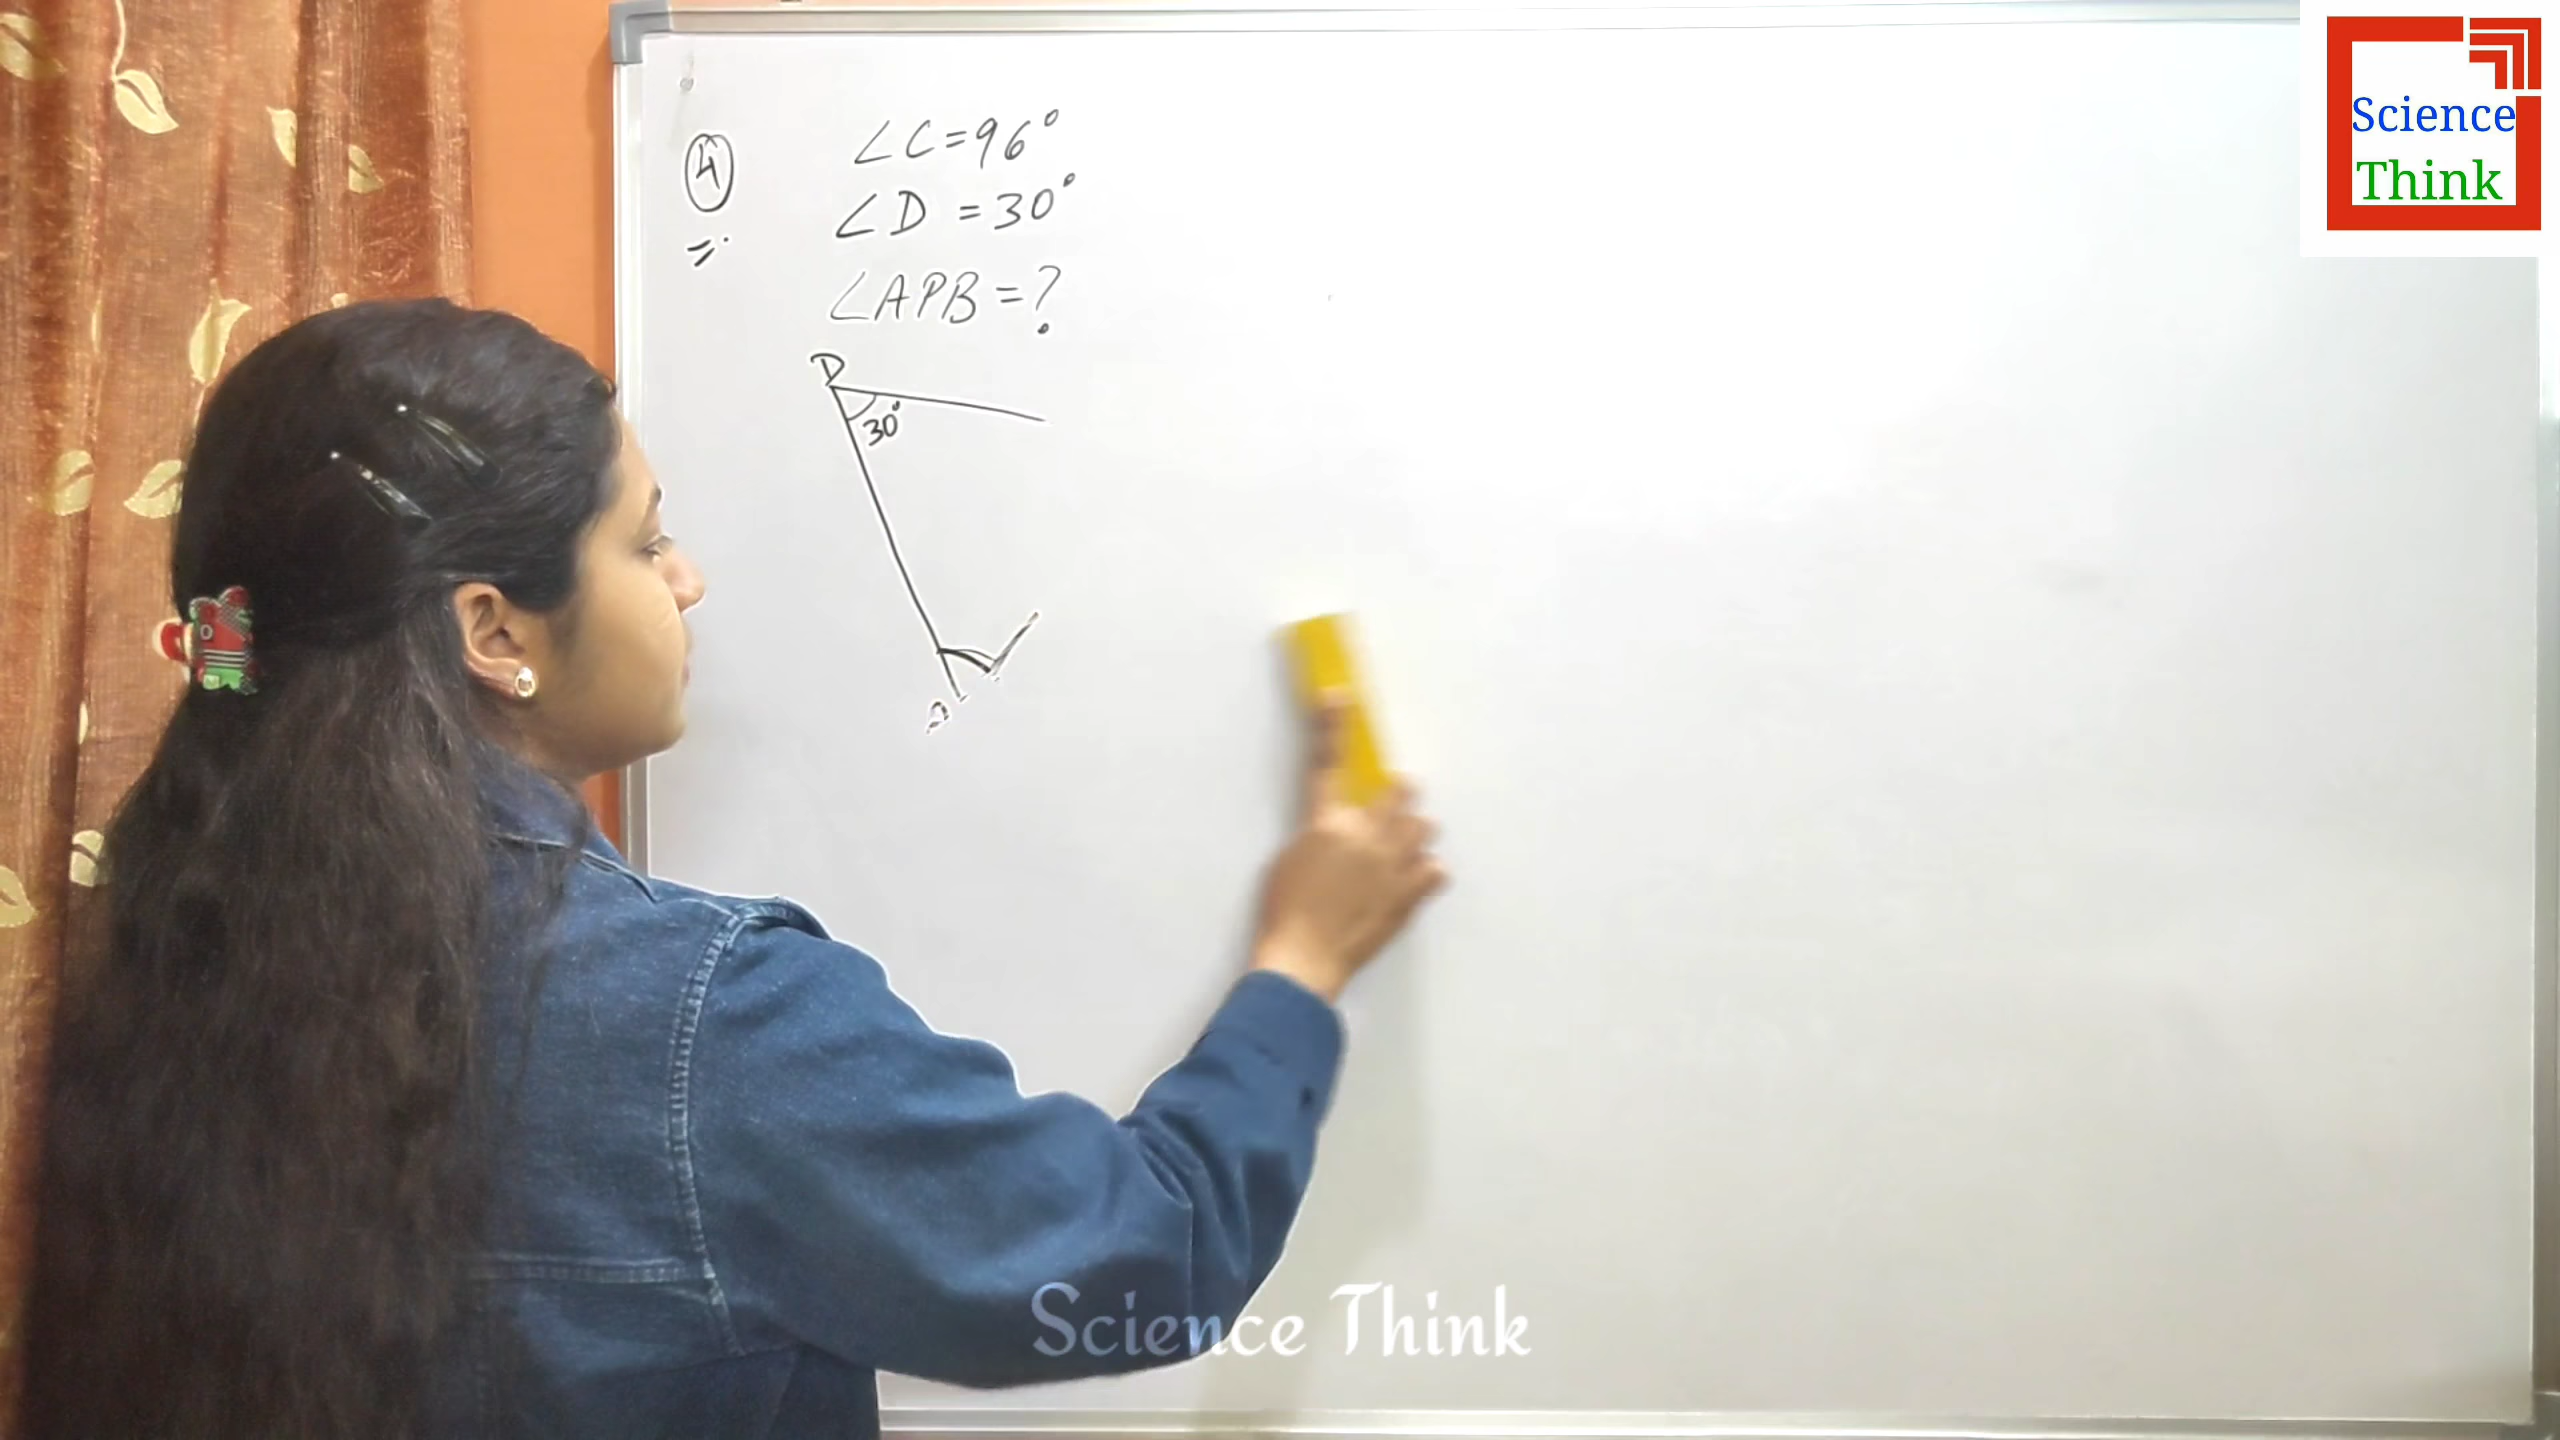 4
∠C=96°
∠D =30°
∠APB=?
D
30°
Science
Think
Science Think